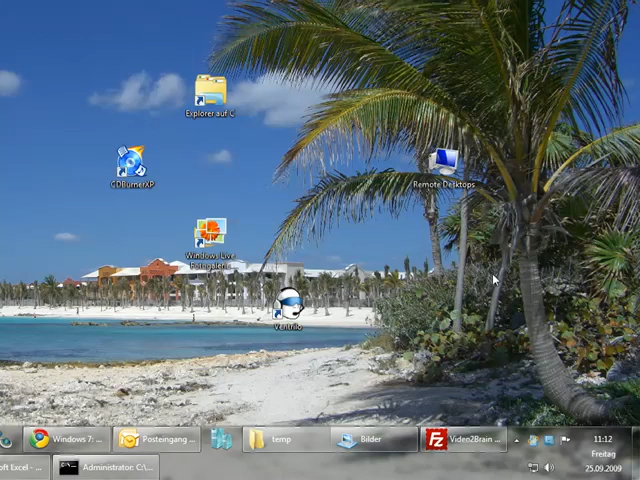 Explorer auf C
CDBurnerXP
Remote Desktops
Windows Live
Fotogalerie
Ventrilo
Windows 7: ...
Posteingang ...
temp
Bilder
Video2Brain ...
11:12
Freitag
25.09.2009
oft Excel - ...
Administrator: C:\...